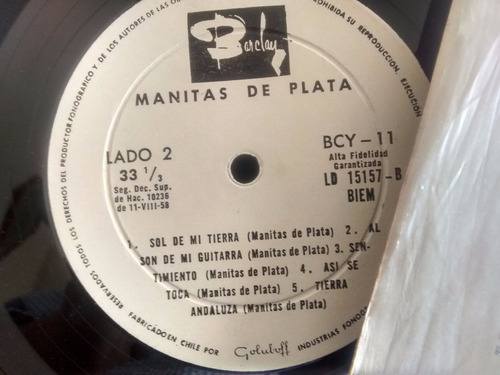 Barclay
MANITAS DE PLATA
LADO 2
33 1/3
Seg. Dec. Sup.
de Hac. 10236
de 11-VIII-58
BCY-11
Alta Fidelidad
Garantizada
LD 15157-B
BIEM
1. SOL DE MI TIERRA (Manitas de Plata) 2. AL
SON DE MI GUITARRA (Manitas de Plata) 3. SEN-
TIMIENTO (Manitas de Plata) 4. ASI SE
TOCA (Manitas de Plata) 5. TIERRA
ANDALUZA (Manitas de Plata)
RESERVADOS TODOS LOS DERECHOS DEL PRODUCTOR FONOGRAFICO Y DE LOS AUTORES DE LAS OB
PROHIBIDA SU REPRODUCCION, EJECUCION
FABRICADO EN CHILE POR Goluboff INDUSTRIAS FONOG